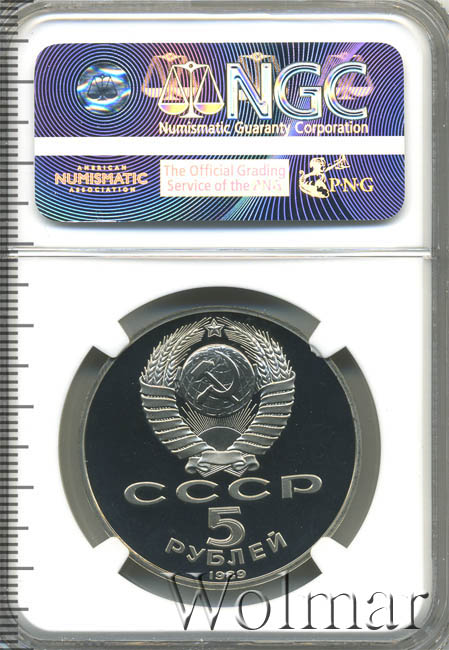 NGC
Numismatic Guaranty Corporation
AMERICAN
NUMISMATIC
ASSOCIATION
The Official Grading
Service of the PNG
P·N·G
СССР
5
РУБЛЕЙ
1989
Wolmar